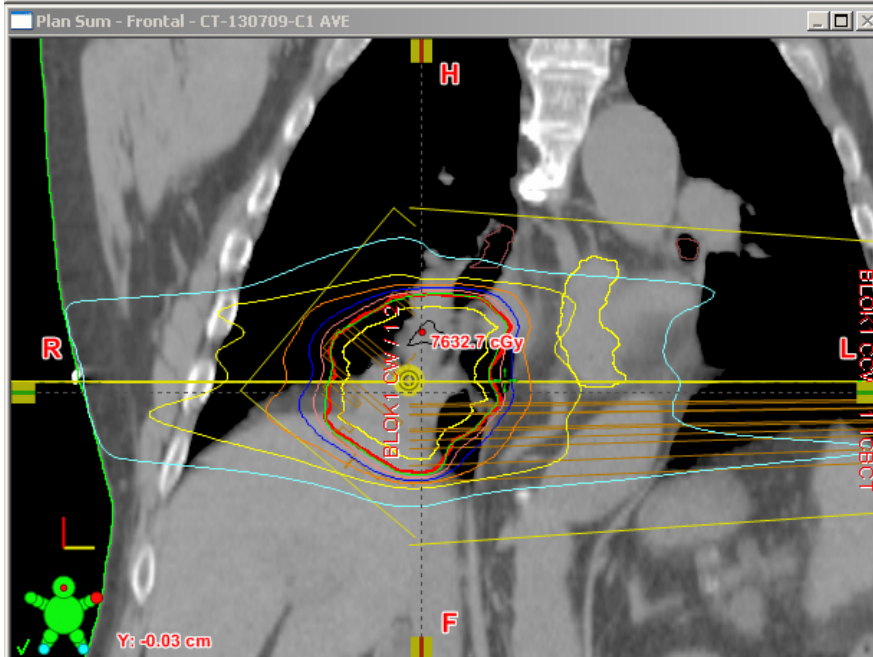 Plan Sum - Frontal - CT-130709-C1 AVE
H
7632.7 cGy
R
L
BLOK1 CW / 1.2
F
Y: -0.03 cm